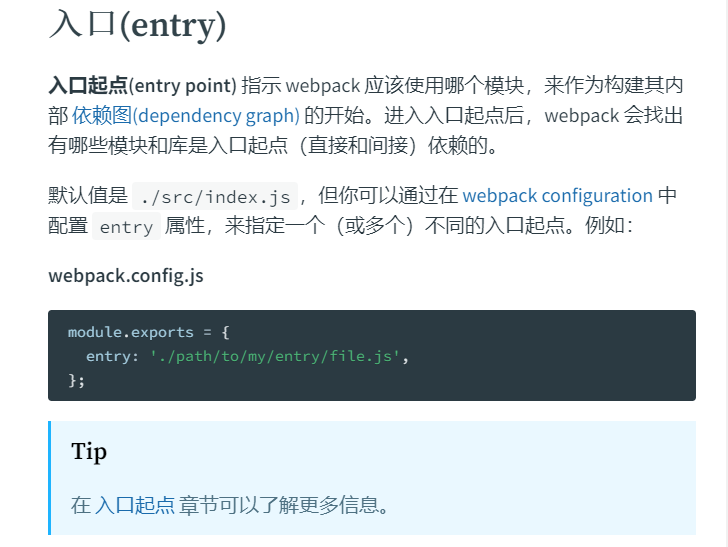 入口(entry)
入口起点(entry point) 指示 webpack 应该使用哪个模块，来作为构建其内
部 依赖图(dependency graph) 的开始。进入入口起点后，webpack 会找出
有哪些模块和库是入口起点（直接和间接）依赖的。
默认值是 ./src/index.js ，但你可以通过在 webpack configuration 中
配置 entry 属性，来指定一个（或多个）不同的入口起点。例如：
webpack.config.js
module.exports = {
  entry: './path/to/my/entry/file.js',
};
Tip
在 入口起点 章节可以了解更多信息。